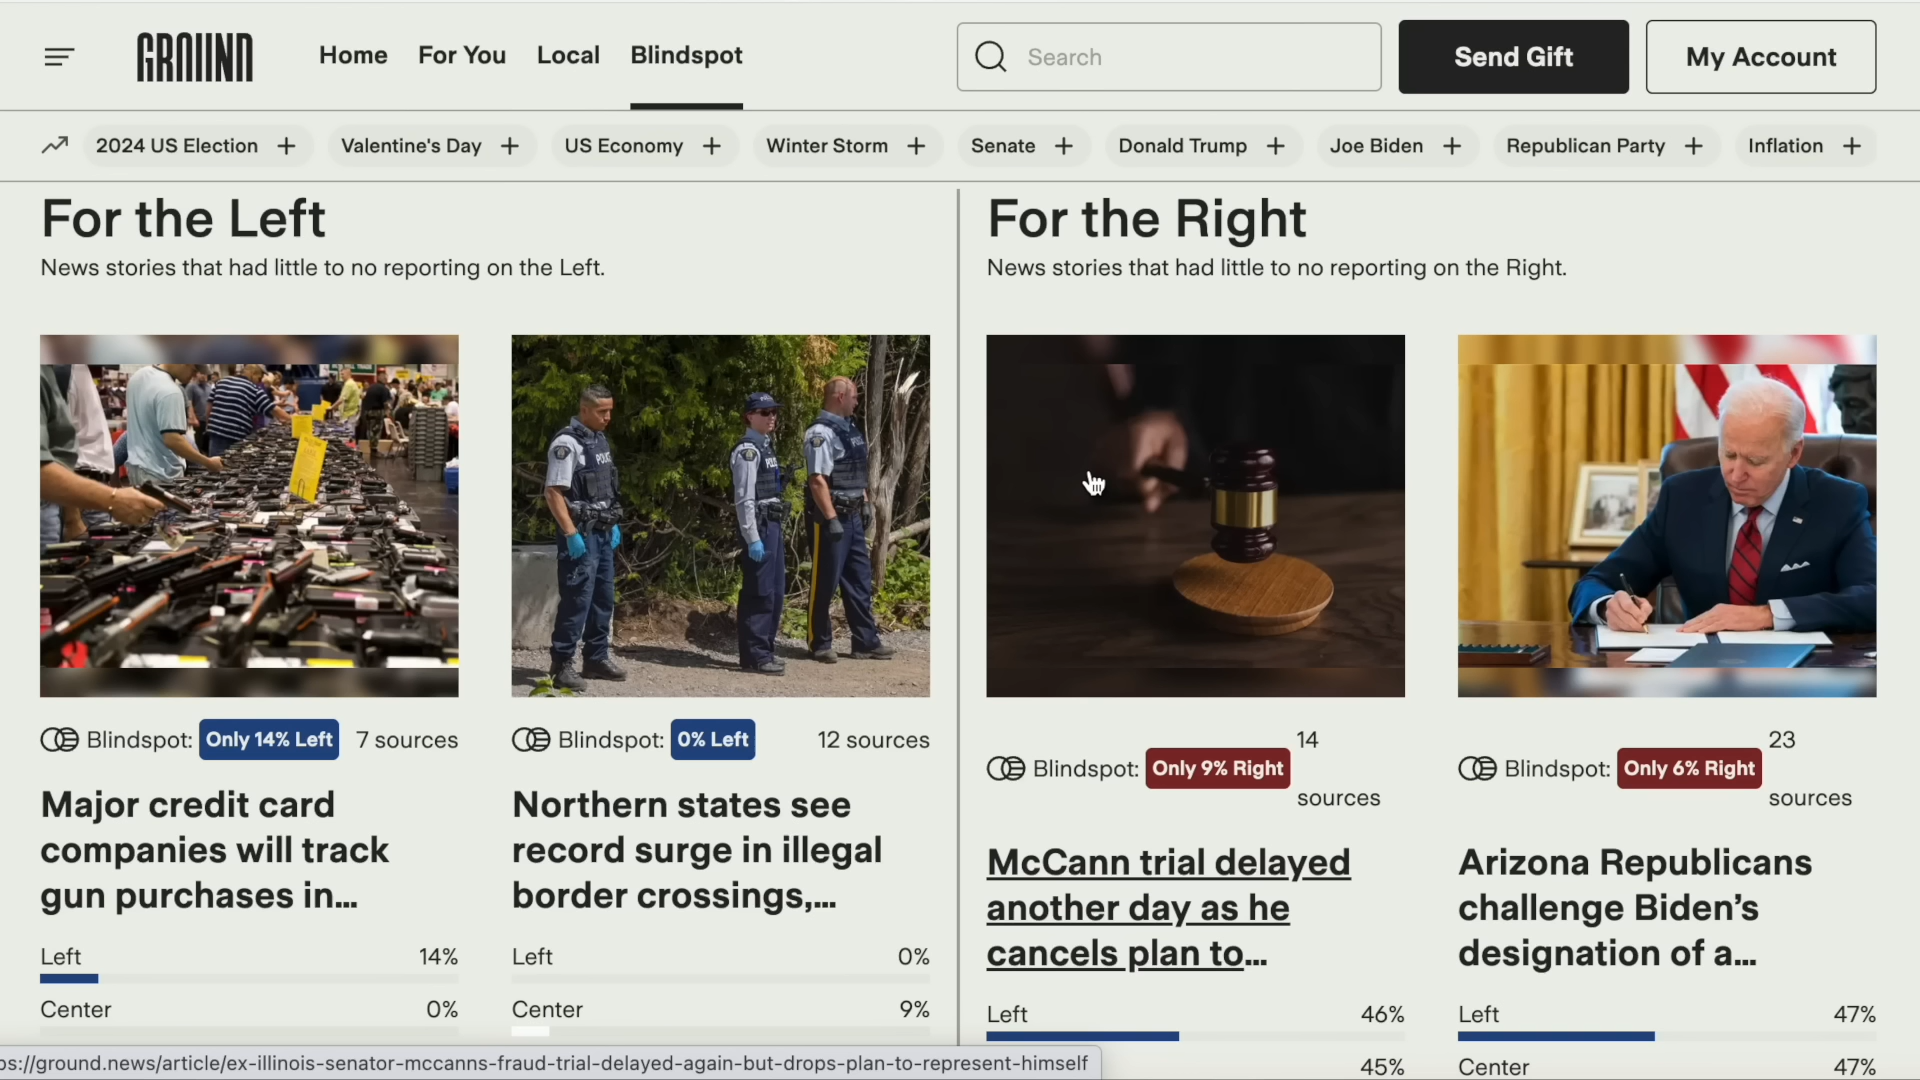 GROUND
Home For You Local Blindspot
Search
Send Gift
My Account
2024 US Election +
Valentine's Day +
US Economy +
Winter Storm +
Senate +
Donald Trump +
Joe Biden +
Republican Party +
Inflation +
For the Left
News stories that had little to no reporting on the Left.
Blindspot: Only 14% Left 7 sources
Major credit card
companies will track
gun purchases in...
Left 14%
Center 0%
POLICE
Blindspot: 0% Left 12 sources
Northern states see
record surge in illegal
border crossings,...
Left 0%
Center 9%
For the Right
News stories that had little to no reporting on the Right.
Blindspot: Only 9% Right 14
sources
McCann trial delayed
another day as he
cancels plan to...
Left 46%
45%
Blindspot: Only 6% Right 23
sources
Arizona Republicans
challenge Biden’s
designation of a...
Left 47%
Center 47%
ps://ground.news/article/ex-illinois-senator-mccanns-fraud-trial-delayed-again-but-drops-plan-to-represent-himself